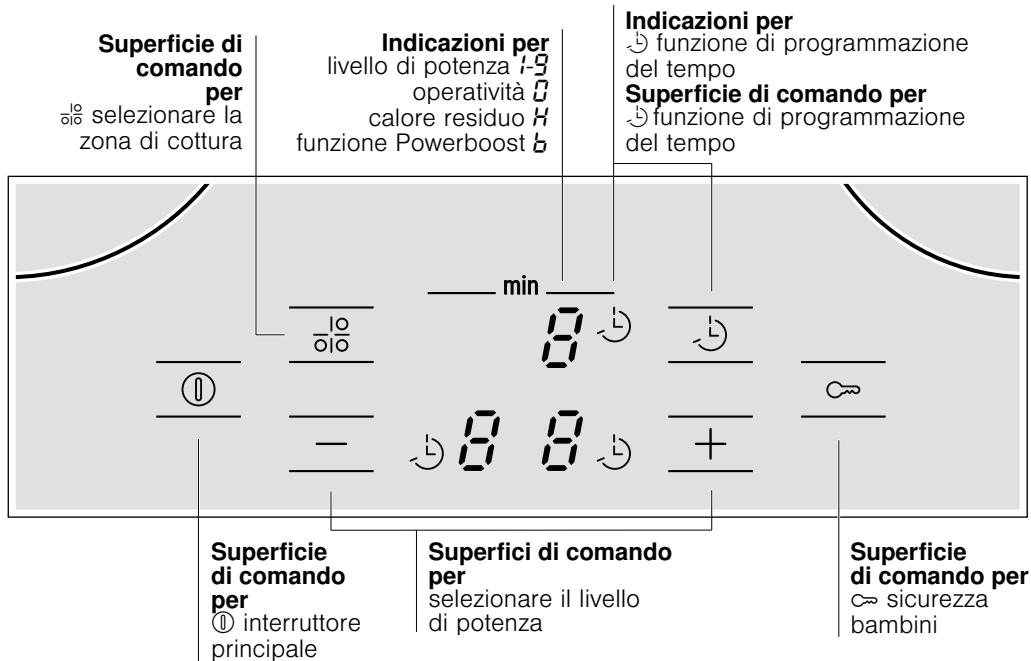 Superficie di
comando
per
selezionare la
zona di cottura
Indicazioni per
livello di potenza 1-9
operatività 0
calore residuo H
funzione Powerboost b
Indicazioni per
funzione di programmazione
del tempo
Superficie di comando per
funzione di programmazione
del tempo
min
8
8 8
Superficie
di comando
per
interruttore
principale
Superfici di comando
per
selezionare il livello
di potenza
Superficie
di comando per
sicurezza
bambini